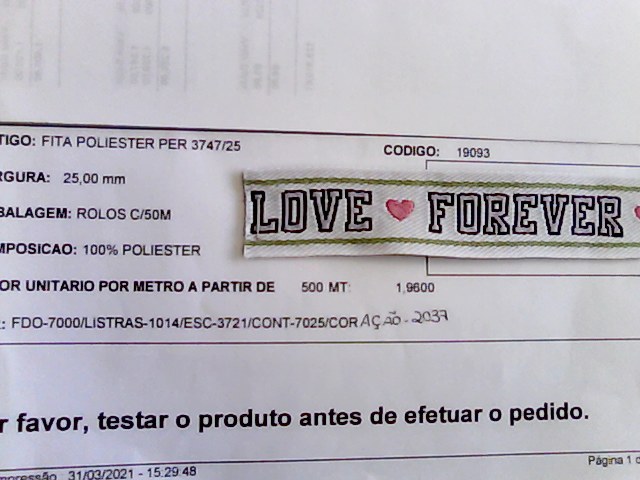 TIGO: FITA POLIESTER PER 3747/25
CODIGO: 19093
RGURA: 25,00 mm
LOVE FOREVER
BALAGEM: ROLOS C/50M
MPOSICAO: 100% POLIESTER
OR UNITARIO POR METRO A PARTIR DE 500 MT: 1,9600
: FDO-7000/LISTRAS-1014/ESC-3721/CONT-7025/CORAÇÃO-2037
r favor, testar o produto antes de efetuar o pedido.
mpressão 31/03/2021 - 15:29:48
Página 1 d